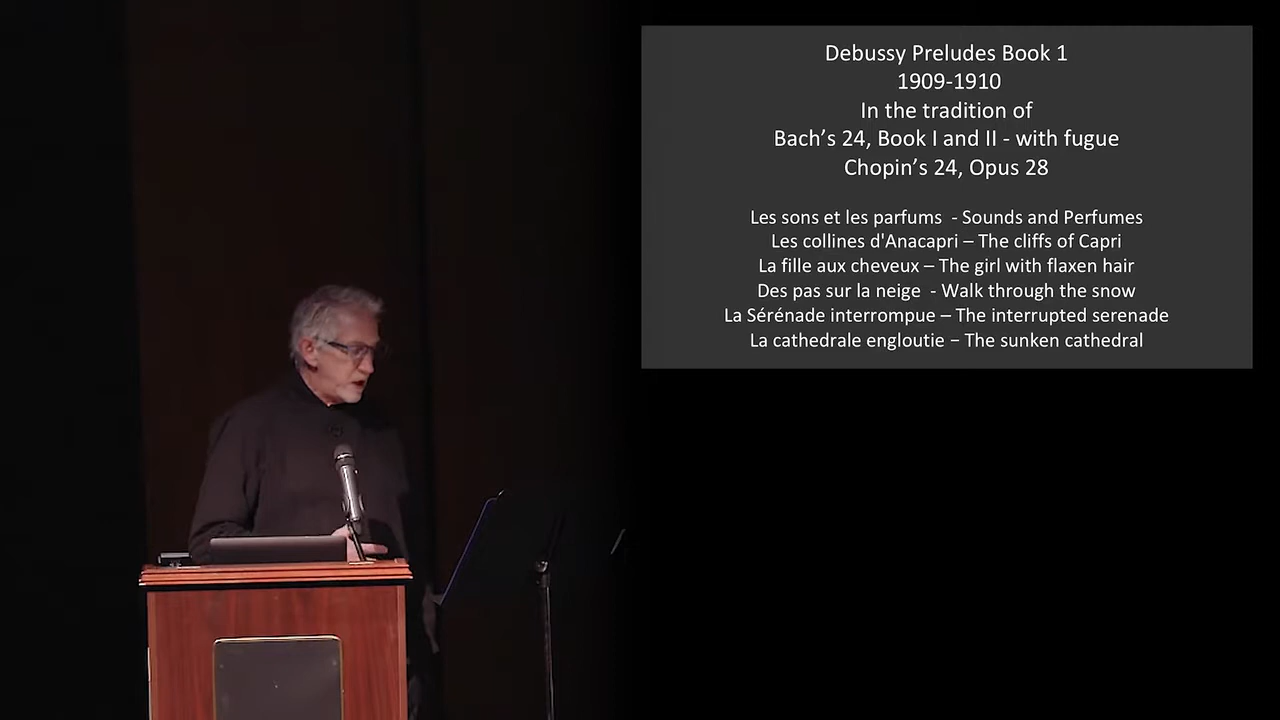 Debussy Preludes Book 1
1909-1910
In the tradition of
Bach’s 24, Book I and II - with fugue
Chopin’s 24, Opus 28
Les sons et les parfums - Sounds and Perfumes
Les collines d'Anacapri – The cliffs of Capri
La fille aux cheveux – The girl with flaxen hair
Des pas sur la neige - Walk through the snow
La Sérénade interrompue – The interrupted serenade
La cathedrale engloutie – The sunken cathedral